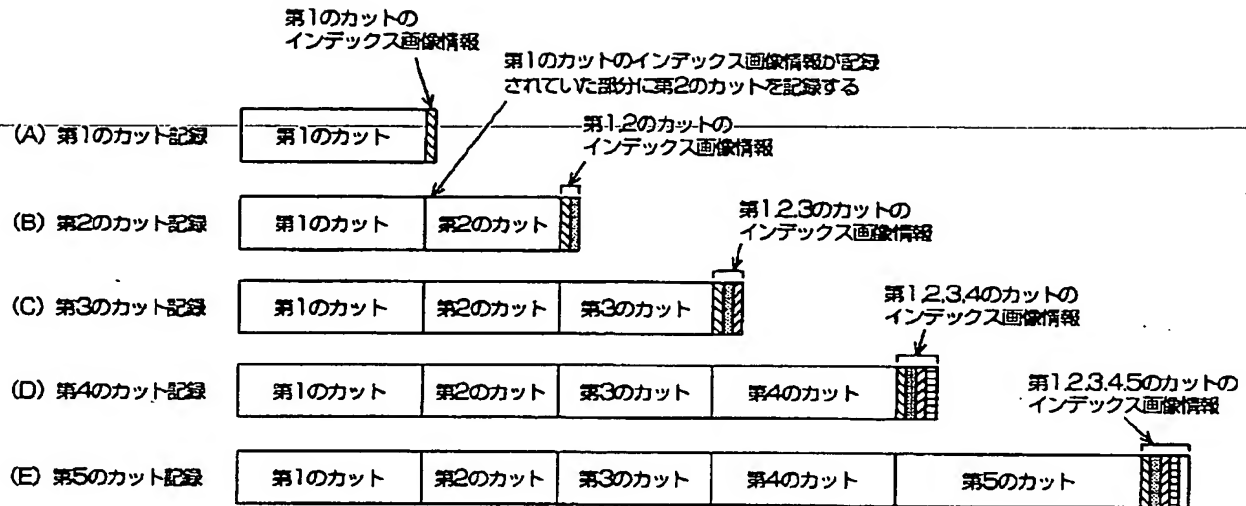 第1のカットの
インデックス画像情報
第1のカットのインデックス画像情報が記録
されていた部分に第2のカットを記録する
(A) 第1のカット記録
第1のカット
第1,2のカットの
インデックス画像情報
(B) 第2のカット記録
第1のカット
第2のカット
第1,2,3のカットの
インデックス画像情報
(C) 第3のカット記録
第1のカット
第2のカット
第3のカット
第1,2,3,4のカットの
インデックス画像情報
(D) 第4のカット記録
第1のカット
第2のカット
第3のカット
第4のカット
第1,2,3,4,5のカットの
インデックス画像情報
(E) 第5のカット記録
第1のカット
第2のカット
第3のカット
第4のカット
第5のカット